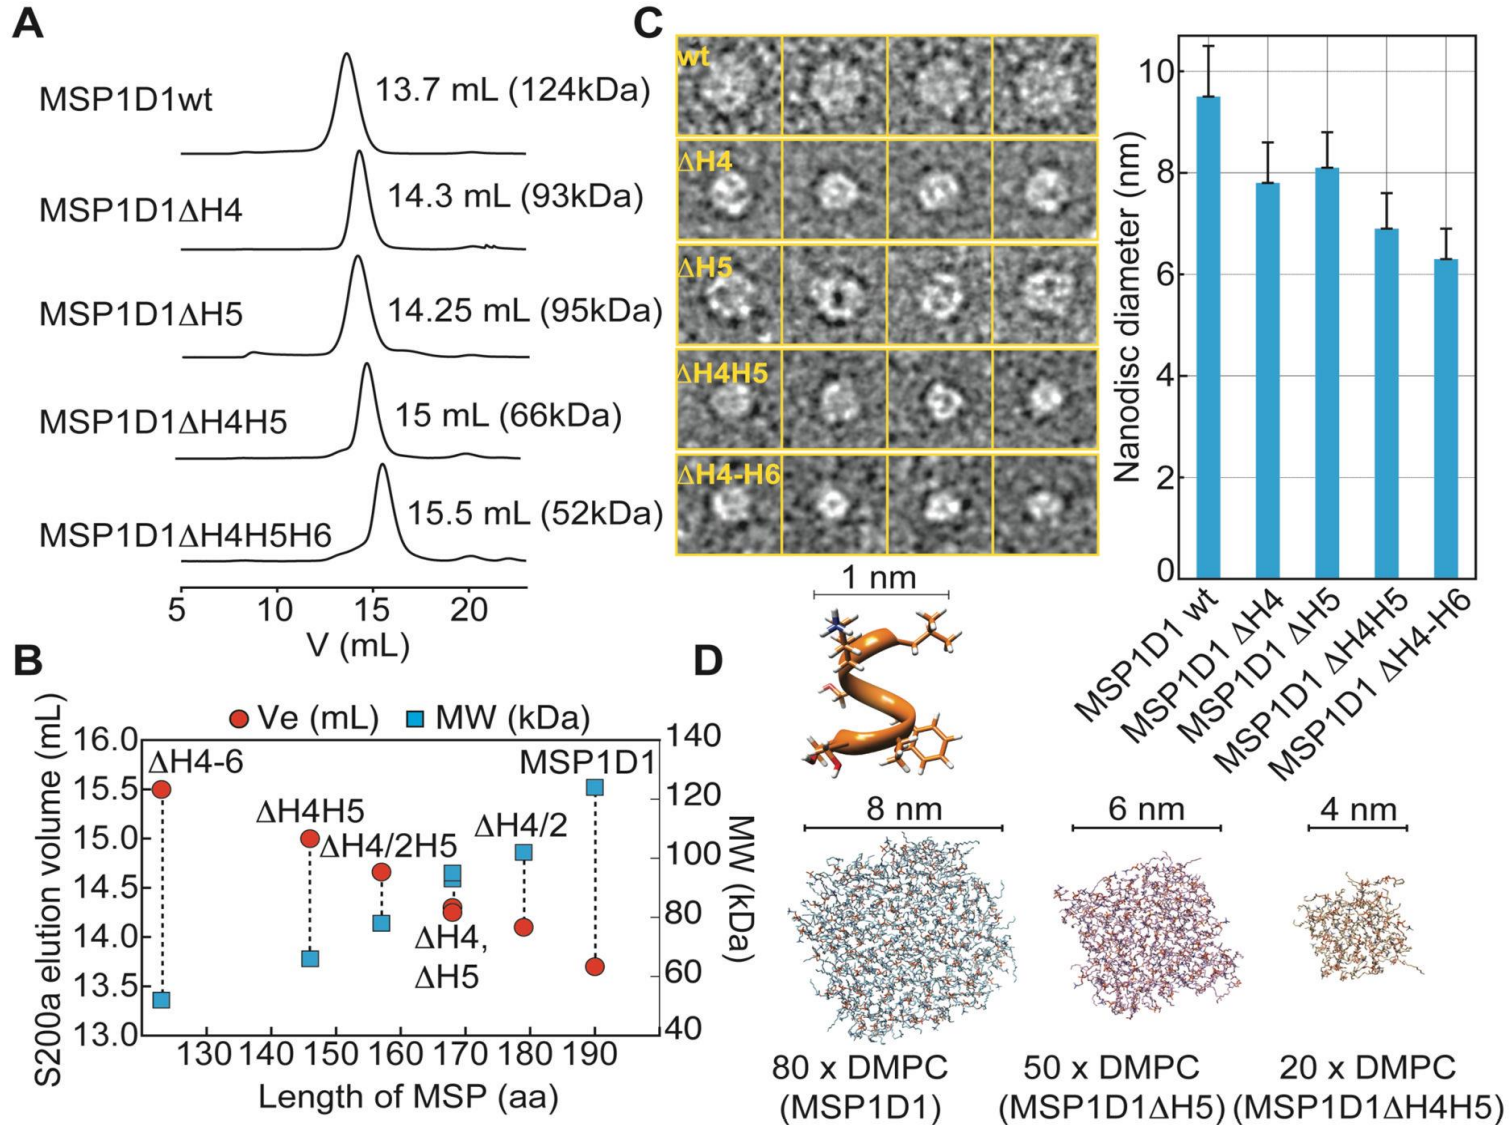 A
MSP1D1wt
13.7 mL (124kDa)
MSP1D1ΔH4
14.3 mL (93kDa)
MSP1D1ΔH5
14.25 mL (95kDa)
MSP1D1ΔH4H5
15 mL (66kDa)
MSP1D1ΔH4H5H6
15.5 mL (52kDa)
5 10 15 20
V (mL)
B
Ve (mL) MW (kDa)
S200a elution volume (mL)
16.0
15.5
15.0
14.5
14.0
13.5
13.0
ΔH4-6
ΔH4H5
ΔH4/2H5
ΔH4,
ΔH5
ΔH4/2
MSP1D1
140
120
100
80
60
40
MW (kDa)
130 140 150 160 170 180 190
Length of MSP (aa)
C
wt
ΔH4
ΔH5
ΔH4H5
ΔH4-H6
Nanodisc diameter (nm)
10
8
6
4
2
0
MSP1D1 wt
MSP1D1 ΔH4
MSP1D1 ΔH5
MSP1D1 ΔH4H5
MSP1D1 ΔH4-H6
D
1 nm
8 nm 6 nm 4 nm
80 x DMPC 50 x DMPC 20 x DMPC
(MSP1D1) (MSP1D1ΔH5) (MSP1D1ΔH4H5)